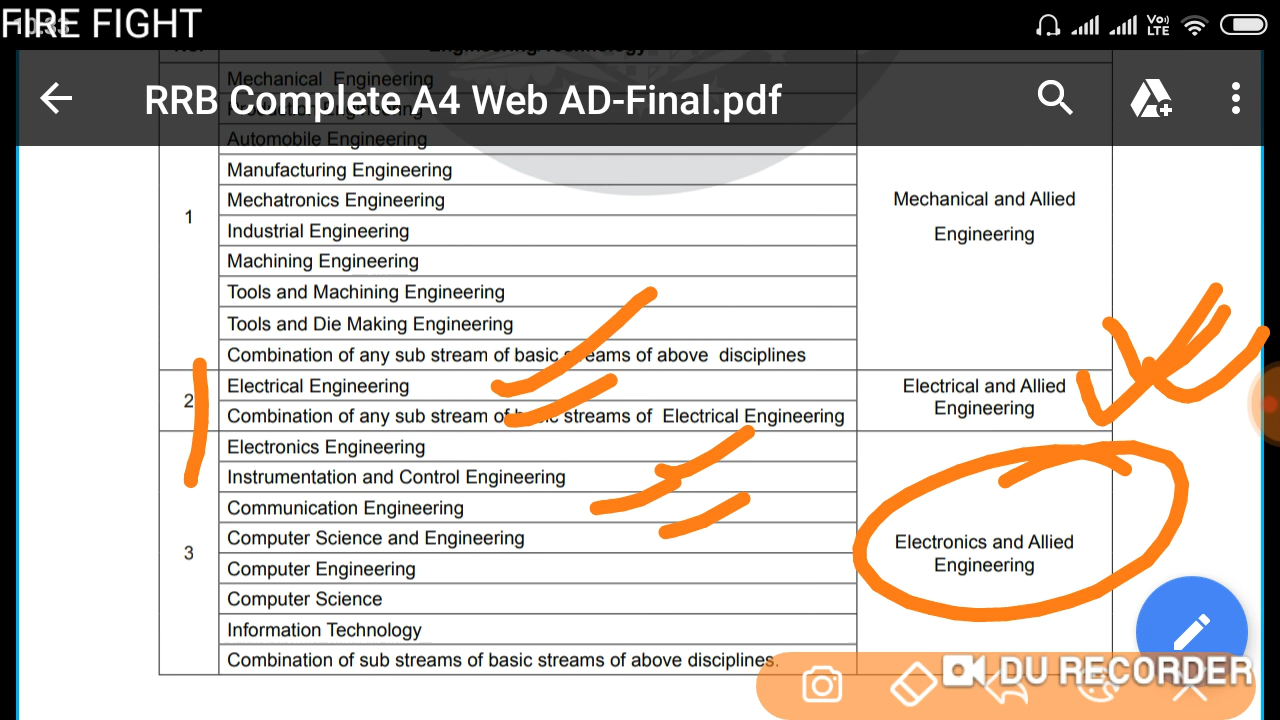 FIRE FIGHT
VoJ LTE
RRB Complete A4 Web AD-Final.pdf
Mechanical Engineering
Production Engineering
Automobile Engineering
Manufacturing Engineering
Mechatronics Engineering
Industrial Engineering
Machining Engineering
Tools and Machining Engineering
Tools and Die Making Engineering
Combination of any sub stream of basic streams of above disciplines
1
Mechanical and Allied
Engineering
Electrical Engineering
Combination of any sub stream of basic streams of Electrical Engineering
2
Electrical and Allied
Engineering
Electronics Engineering
Instrumentation and Control Engineering
Communication Engineering
Computer Science and Engineering
Computer Engineering
Computer Science
Information Technology
Combination of sub streams of basic streams of above disciplines.
3
Electronics and Allied
Engineering
DU RECORDER